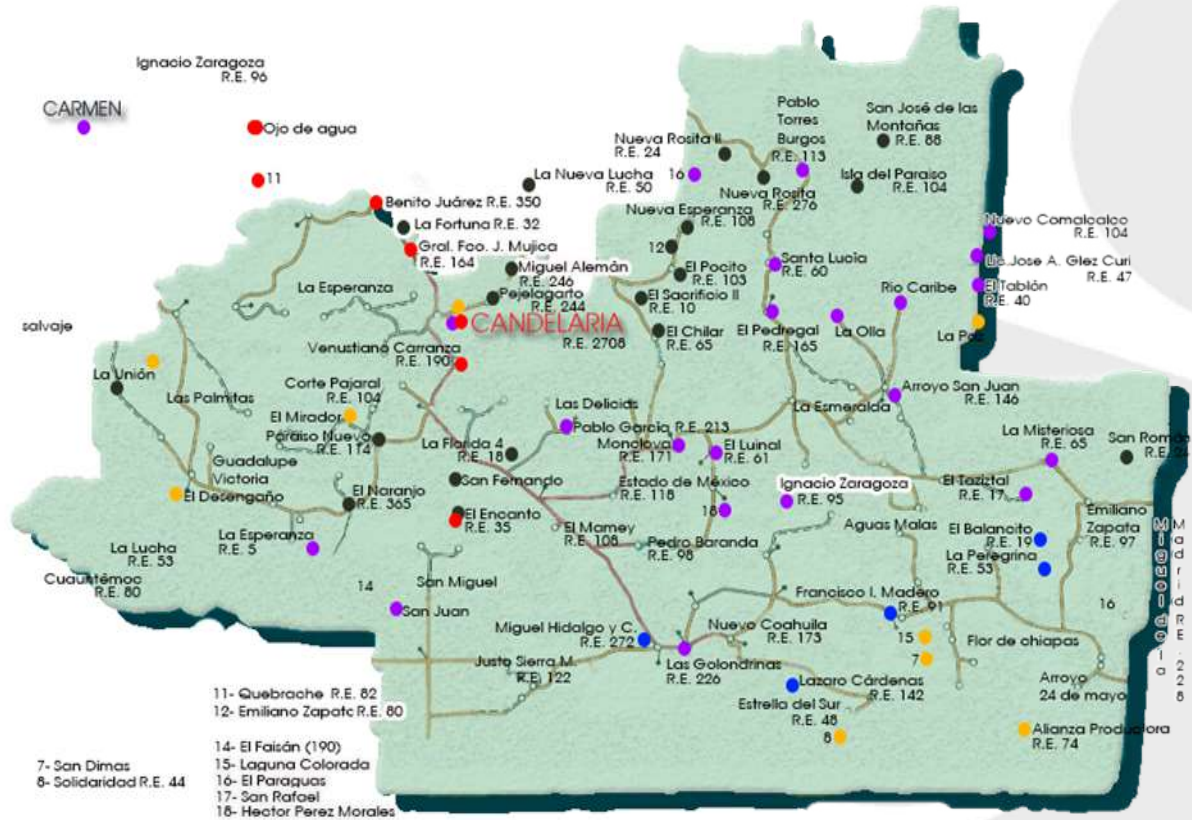 Ignacio Zaragoza
R.E. 96
CARMEN
Ojo de agua
11
Benito Juárez R.E. 350
La Fortuna R.E. 32
Gral. Fco. J. Mujica
R.E. 164
La Nueva Lucha
R.E. 50
Nueva Rosita II
R.E. 24
16
Pablo
Torres
Burgos
R.E. 113
San José de las
Montañas
R.E. 88
Nueva Rosita
R.E. 276
Isla del Paraiso
R.E. 104
Nueva Esperanza
R.E. 108
12
Nuevo Comalcalco
R.E. 104
Miguel Alemán
R.E. 246
El Pocito
R.E. 103
Santa Lucía
R.E. 60
Lic. Jose A. Glez Curi
R.E. 47
La Esperanza
Pejelagarto
R.E. 244
El Sacrificio II
R.E. 10
Rio Caribe
El Tablón
R.E. 40
salvaje
CANDELARIA
R.E. 2708
El Chilar
R.E. 65
El Pedregal
R.E. 165
La Olla
La Paz
Venustiano Carranza
R.E. 190
La Unión
Las Palmitas
Corte Pajaral
R.E. 104
El Mirador
Paraiso Nuevo
R.E. 114
Las Delicias
Pablo García R.E. 213
La Esmeralda
Arroyo San Juan
R.E. 146
La Florida 4
R.E. 18
Monclova
R.E. 171
El Luinal
R.E. 61
La Misteriosa
R.E. 65
San Román
R.E. 24
Guadalupe
Victoria
El Desengaño
El Naranjo
R.E. 365
San Fernando
Estado de México
R.E. 118
Ignacio Zaragoza
R.E. 95
El Taziztal
R.E. 17
18
El Encanto
R.E. 35
El Mamey
R.E. 108
Aguas Malas
El Balancito
R.E. 19
Emiliano
Zapata
R.E. 97
La Lucha
R.E. 53
La Esperanza
R.E. 5
Pedro Baranda
R.E. 98
La Peregrina
R.E. 53
Cuauhtémoc
R.E. 80
14
San Miguel
San Juan
Francisco I. Madero
R.E. 91
16
Miguel de la
Madrid R.E. 228
Miguel Hidalgo y C.
R.E. 272
Nuevo Coahuila
R.E. 173
15
Flor de chiapas
Justo Sierra M.
R.E. 122
Las Golondrinas
R.E. 226
7
Lazaro Cárdenas
R.E. 142
Arroyo
24 de mayo
Estrella del Sur
R.E. 48
8
Alianza Productora
R.E. 74
11- Quebrache R.E. 82
12- Emiliano Zapata R.E. 80
14- El Faisán (190)
15- Laguna Colorada
16- El Paraguas
17- San Rafael
18- Hector Perez Morales
7- San Dimas
8- Solidaridad R.E. 44